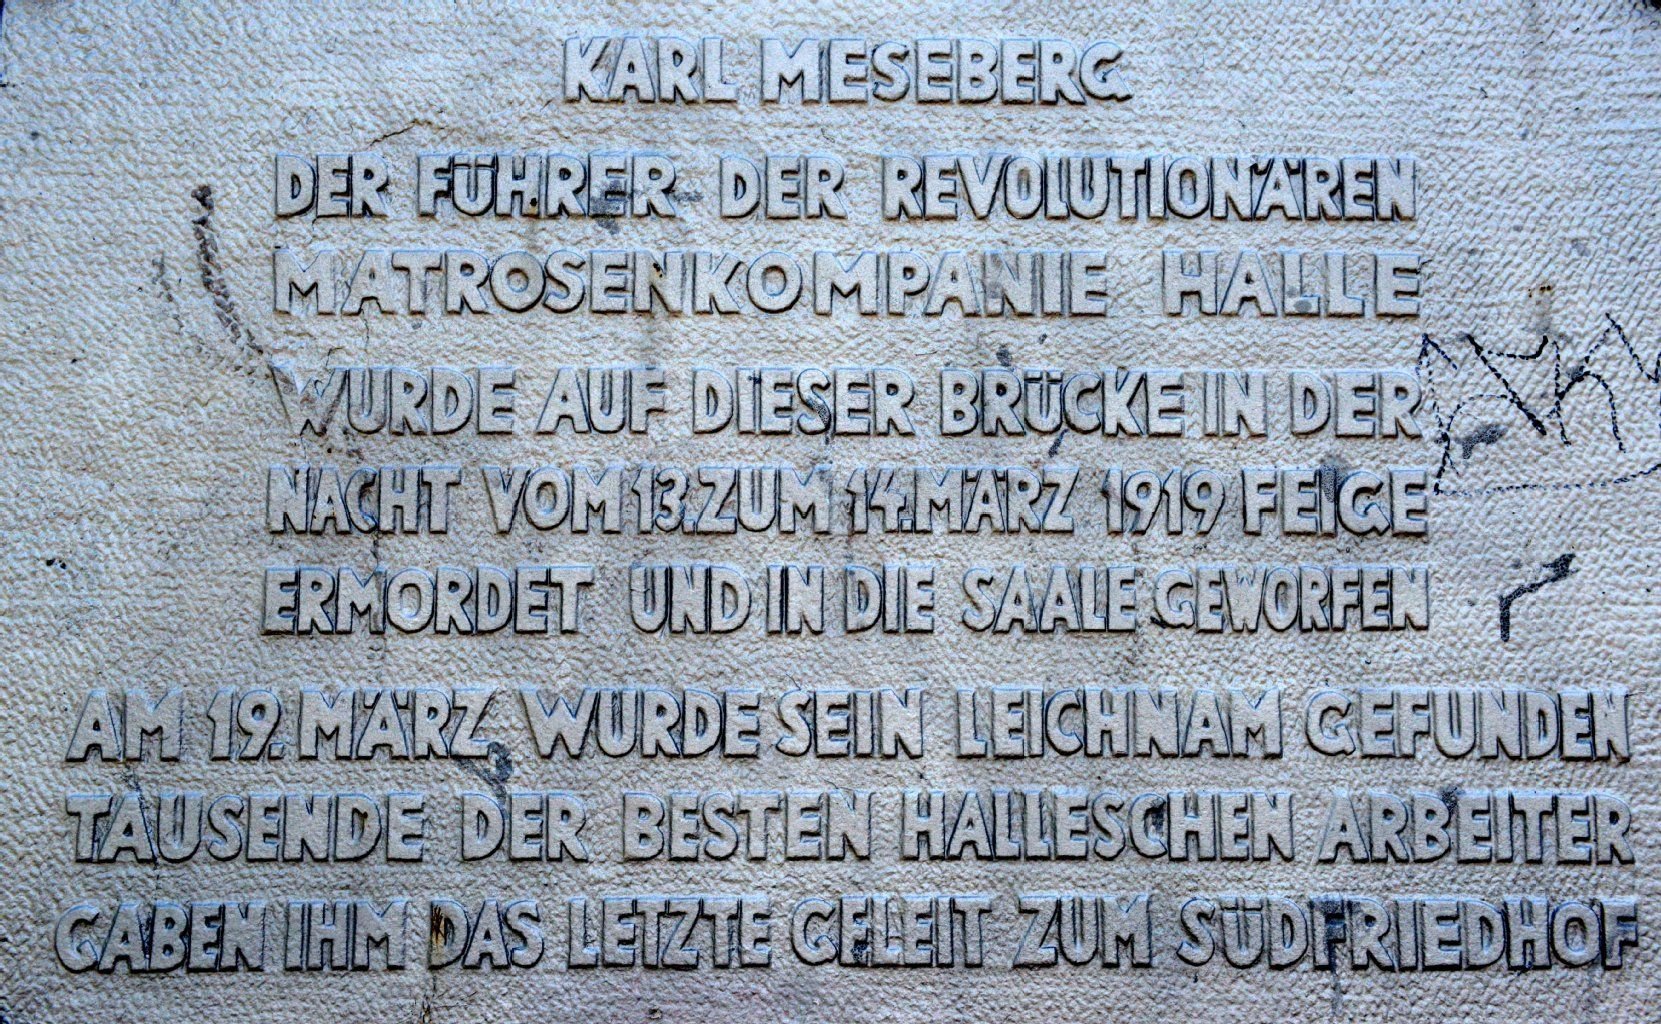 KARL MESEBERG
DER FÜHRER DER REVOLUTIONÄREN
MATROSENKOMPANIE HALLE
WURDE AUF DIESER BRÜCKE IN DER
NACHT VOM 13. ZUM 14. MÄRZ 1919 FEIGE
ERMORDET UND IN DIE SAALE GEWORFEN
AM 19. MÄRZ WURDE SEIN LEICHNAM GEFUNDEN
TAUSENDE DER BESTEN HALLESCHEN ARBEITER
GABEN IHM DAS LETZTE GELEIT ZUM SÜDFRIEDHOF